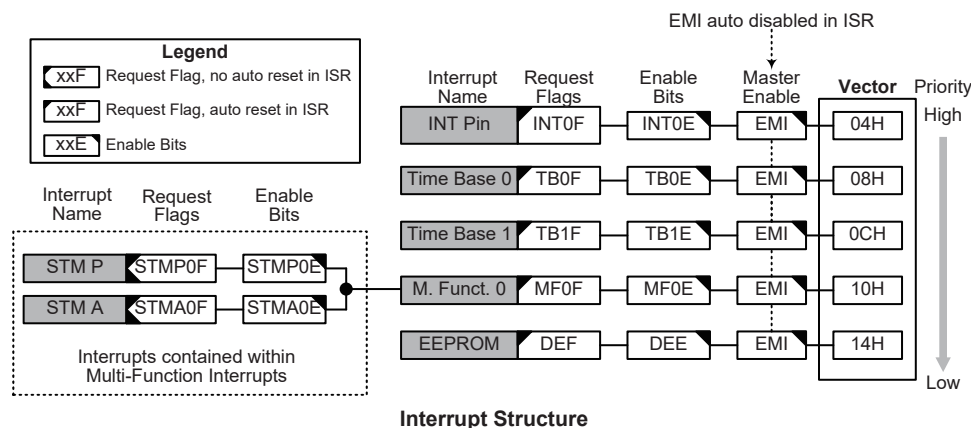 EMI auto disabled in ISR
Legend
xxF Request Flag, no auto reset in ISR
xxF Request Flag, auto reset in ISR
xxE Enable Bits
Interrupt Name
Request Flags
Enable Bits
Master Enable
Vector
Priority
High
INT Pin INT0F INT0E EMI 04H
Time Base 0 TB0F TB0E EMI 08H
Time Base 1 TB1F TB1E EMI 0CH
M. Funct. 0 MF0F MF0E EMI 10H
EEPROM DEF DEE EMI 14H
Low
Interrupt Name
Request Flags
Enable Bits
STM P STMP0F STMP0E
STM A STMA0F STMA0E
Interrupts contained within
Multi-Function Interrupts
Interrupt Structure